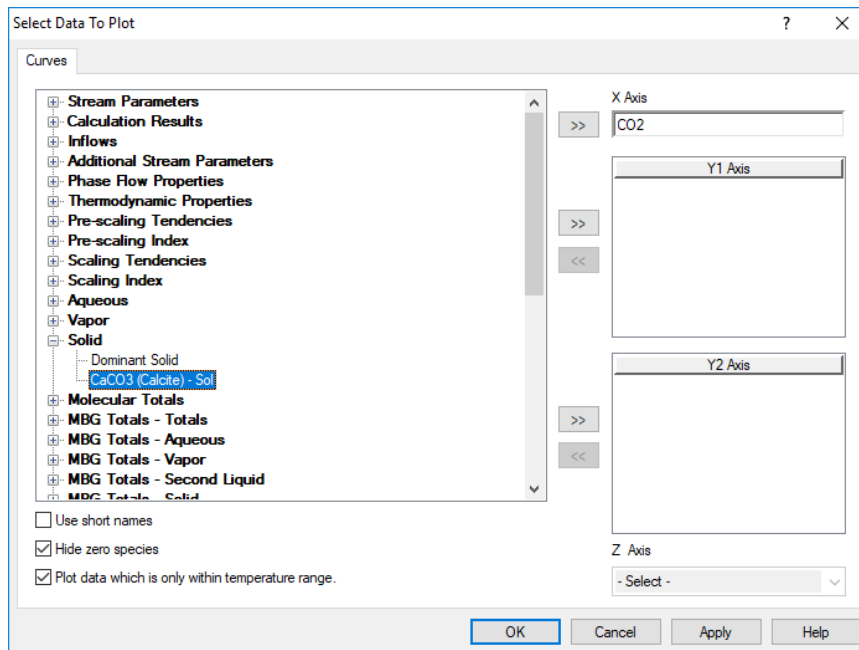 Select Data To Plot
?
Curves
Stream Parameters
Calculation Results
Inflows
Additional Stream Parameters
Phase Flow Properties
Thermodynamic Properties
Pre-scaling Tendencies
Pre-scaling Index
Scaling Tendencies
Scaling Index
Aqueous
Vapor
Solid
Dominant Solid
CaCO3 (Calcite) - Sol
Molecular Totals
MBG Totals - Totals
MBG Totals - Aqueous
MBG Totals - Vapor
MBG Totals - Second Liquid
MBG Totals - Solid
Use short names
Hide zero species
Plot data which is only within temperature range.
X Axis
>>
CO2
Y1 Axis
>>
<<
Y2 Axis
>>
<<
Z Axis
- Select -
OK
Cancel
Apply
Help